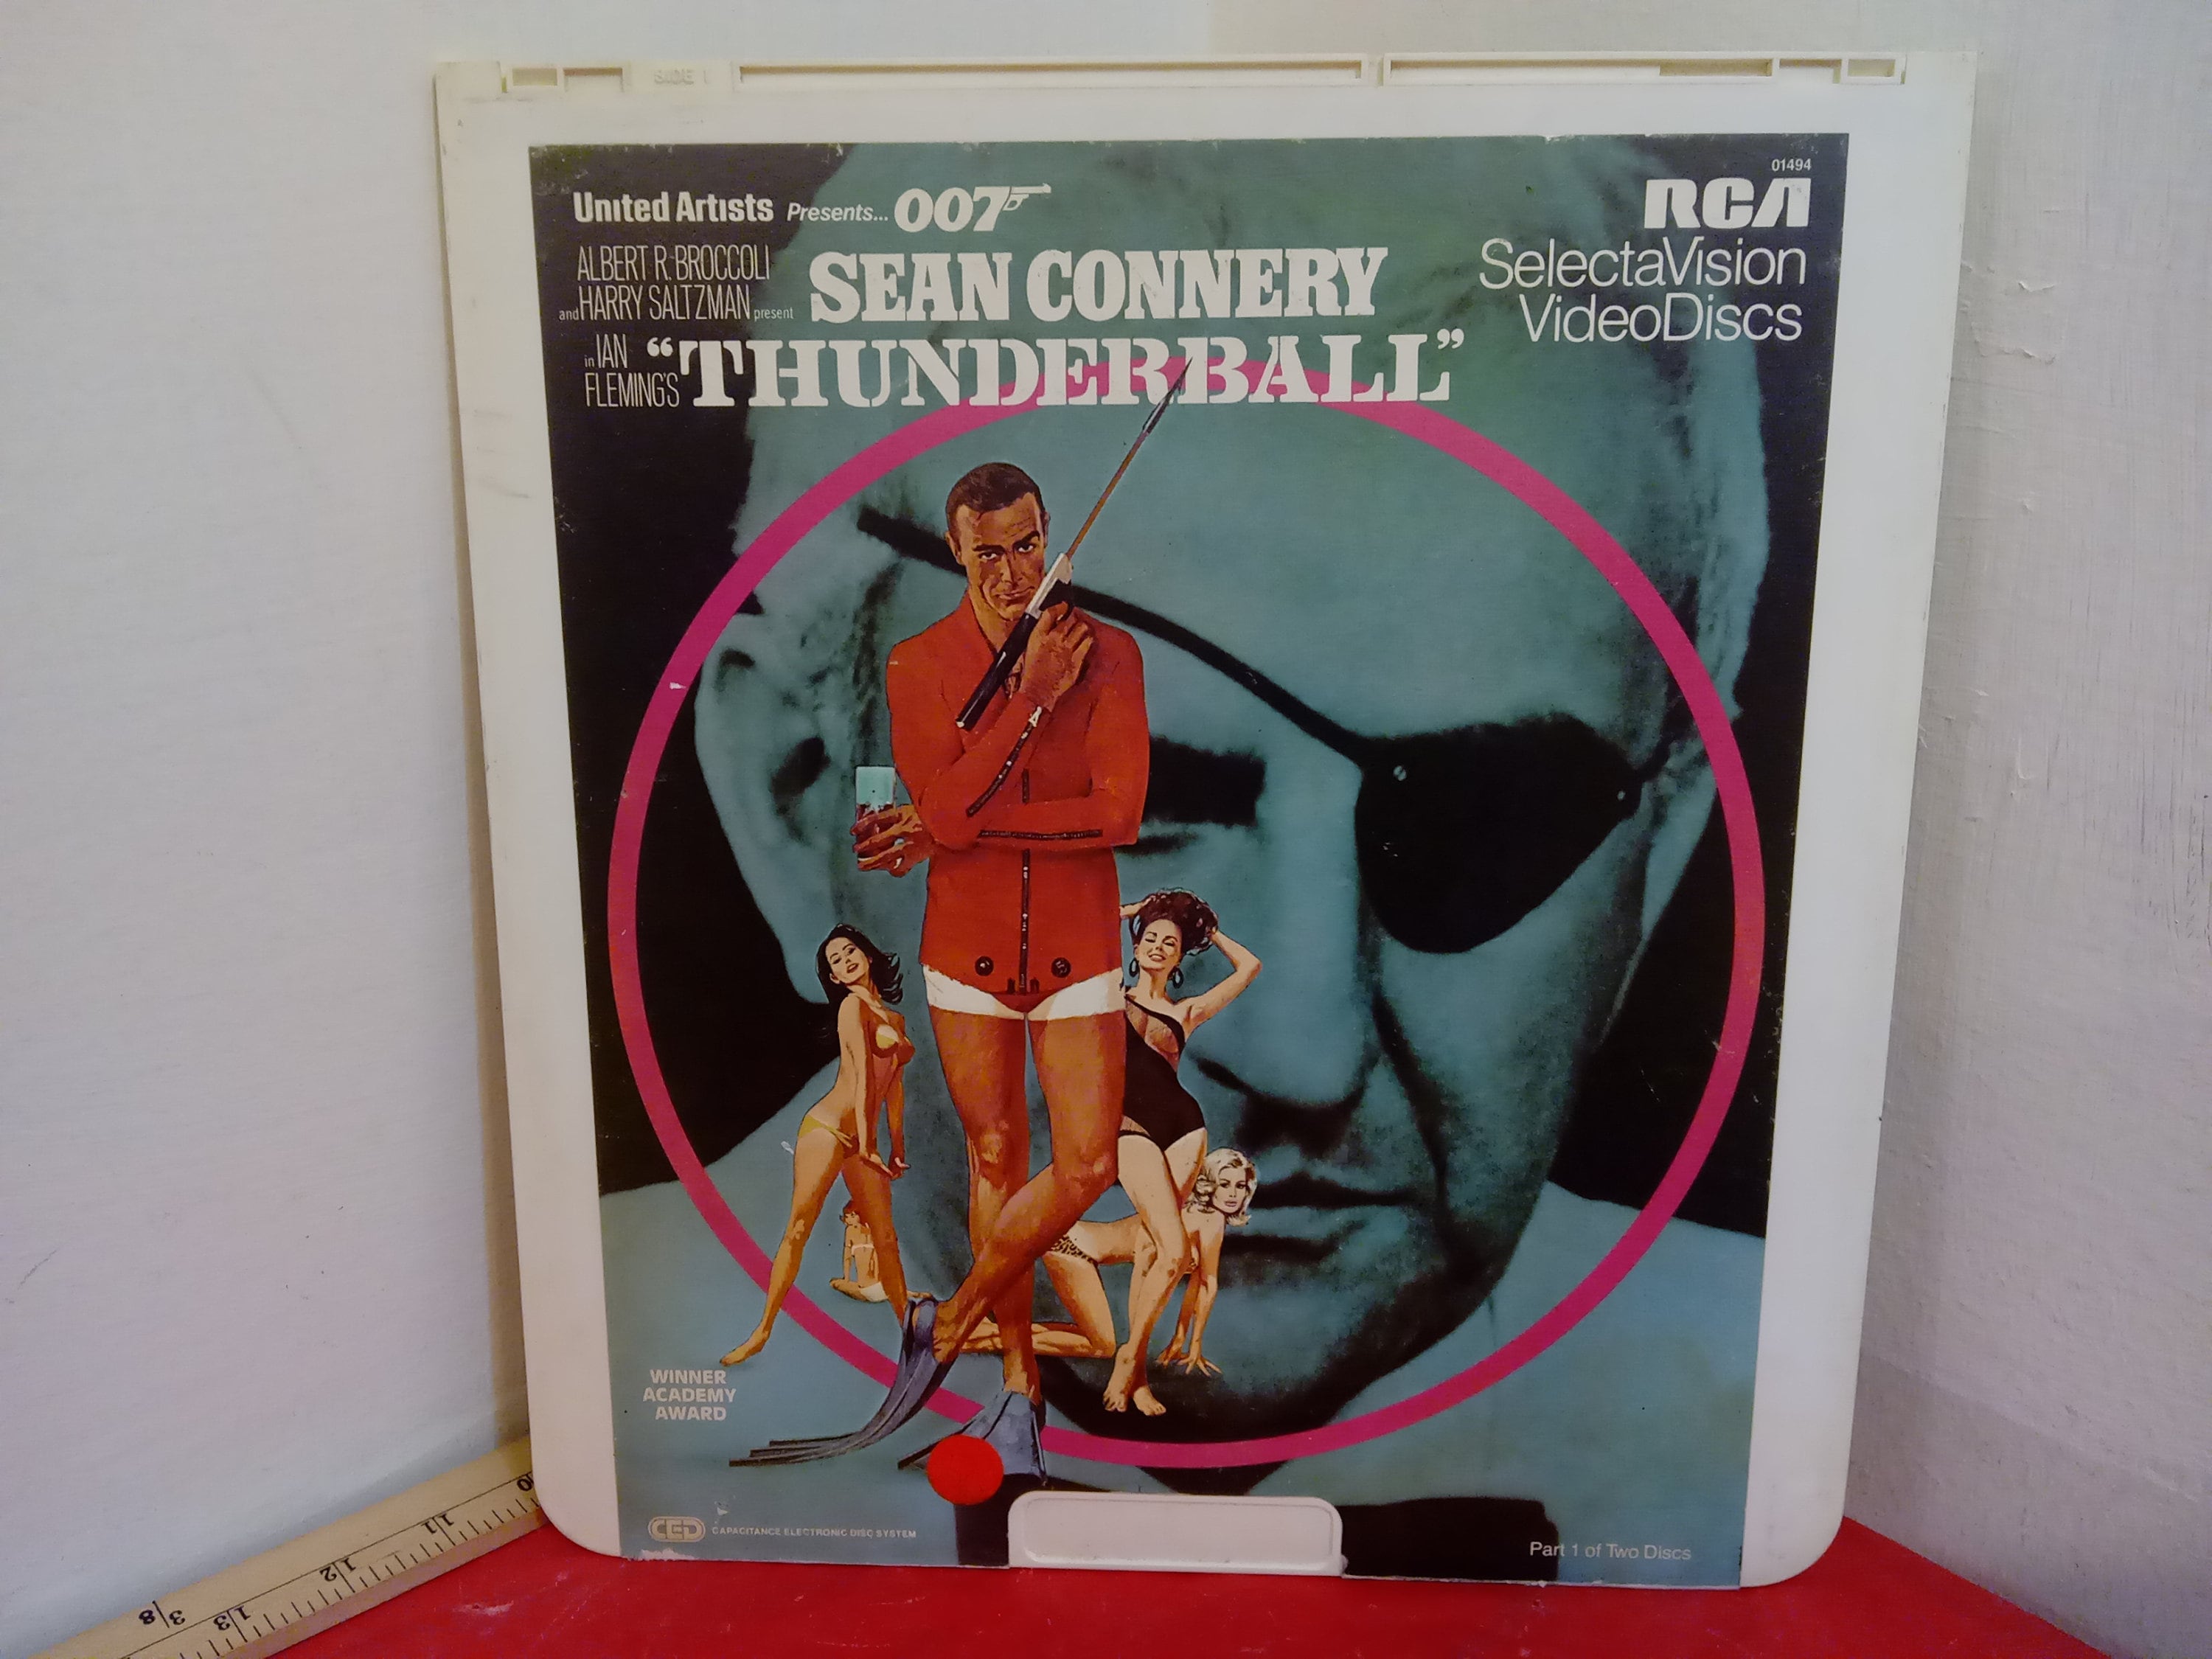 SIDE 1
01494
United Artists Presents... 007
RCA
SelectaVision
VideoDiscs
ALBERT R. BROCCOLI
and HARRY SALTZMAN present
SEAN CONNERY
in IAN
FLEMING'S
“THUNDERBALL”
WINNER
ACADEMY
AWARD
CED CAPACITANCE ELECTRONIC DISC SYSTEM
Part 1 of Two Discs
10
11
12
13
3 8